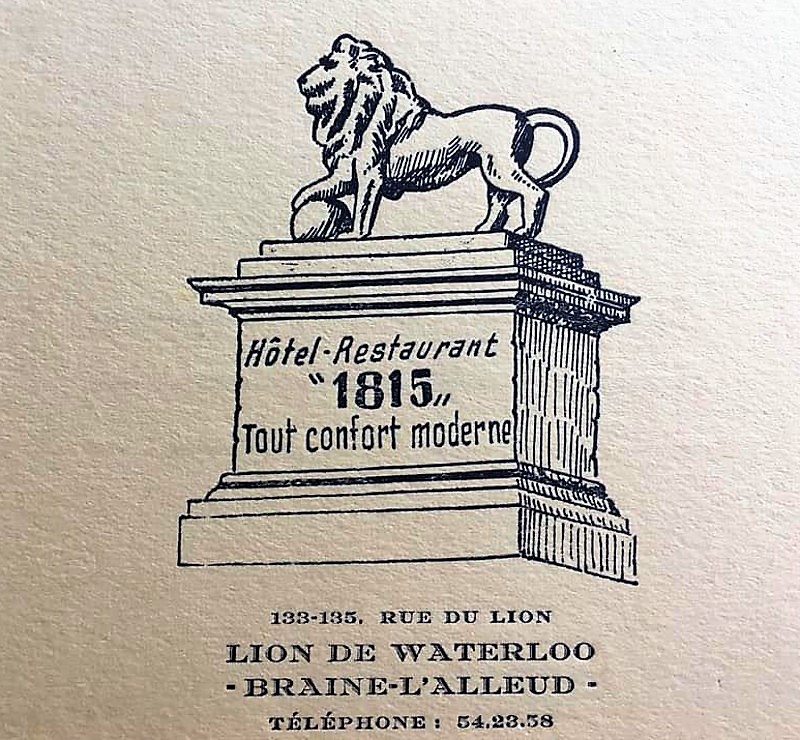 Hôtel-Restaurant
"1815„
Tout confort moderne
133-135, RUE DU LION
LION DE WATERLOO
- BRAINE-L'ALLEUD -
TÉLÉPHONE : 54.23.58